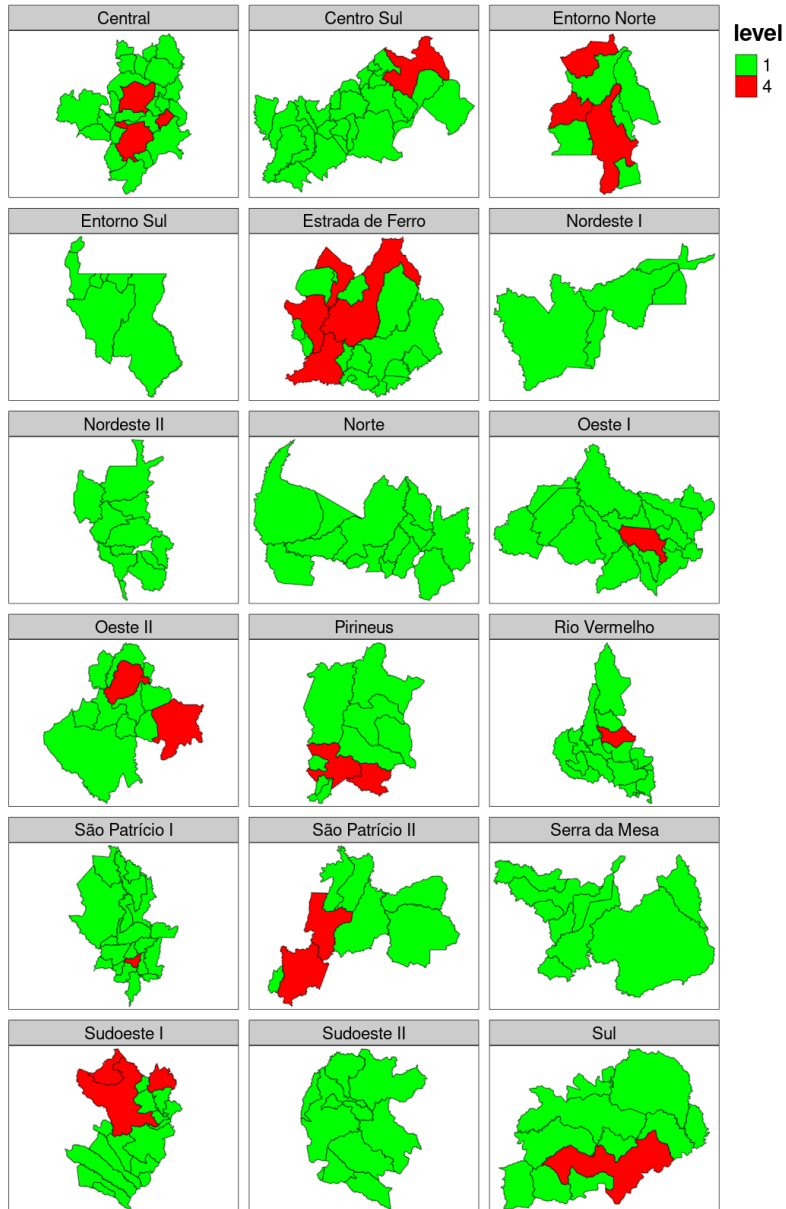 Central
Centro Sul
Entorno Norte
level
1
4
Entorno Sul
Estrada de Ferro
Nordeste I
Nordeste II
Norte
Oeste I
Oeste II
Pirineus
Rio Vermelho
São Patrício I
São Patrício II
Serra da Mesa
Sudoeste I
Sudoeste II
Sul